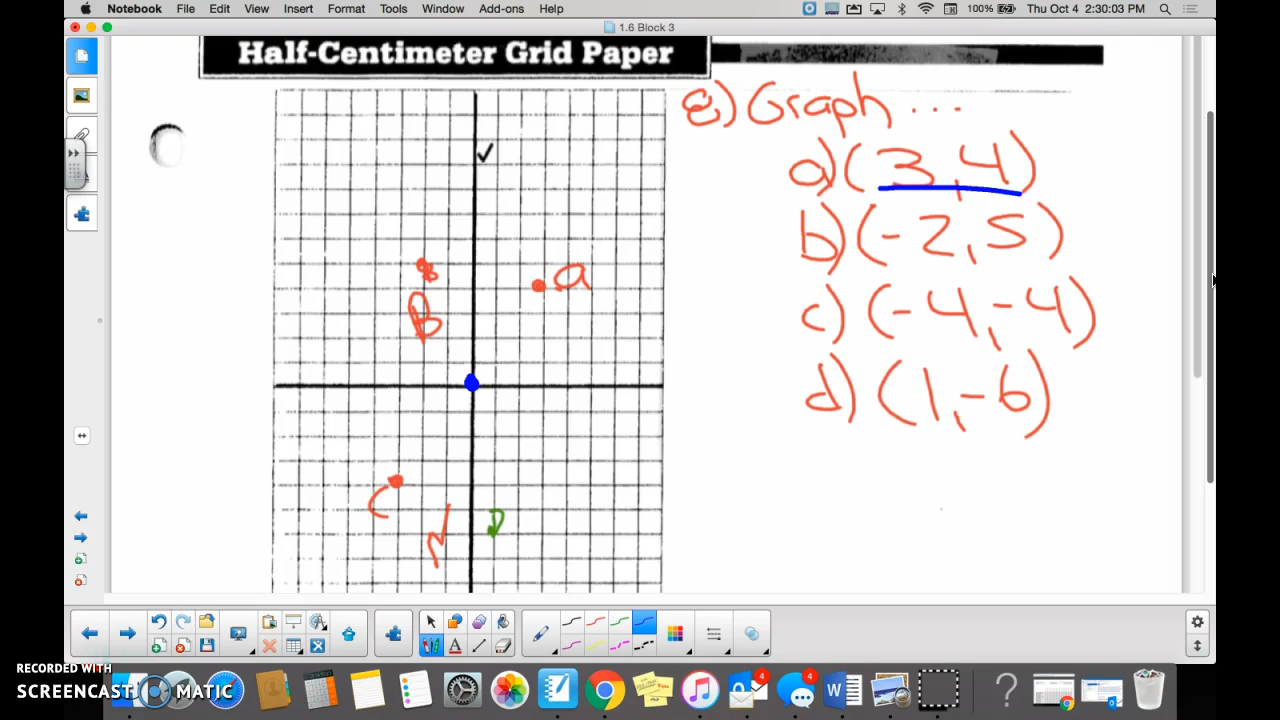 Notebook File Edit View Insert Format Tools Window Add-ons Help 100% Thu Oct 4 2:30:03 PM
1.6 Block 3
Half-Centimeter Grid Paper
a) (3,4)
b) (-2,5)
c) (-4,-4)
d) (1,-6)
Graph ...
a
B
C
N
D
A
4
4
W
?
RECORDED WITH
SCREENCAST MATIC